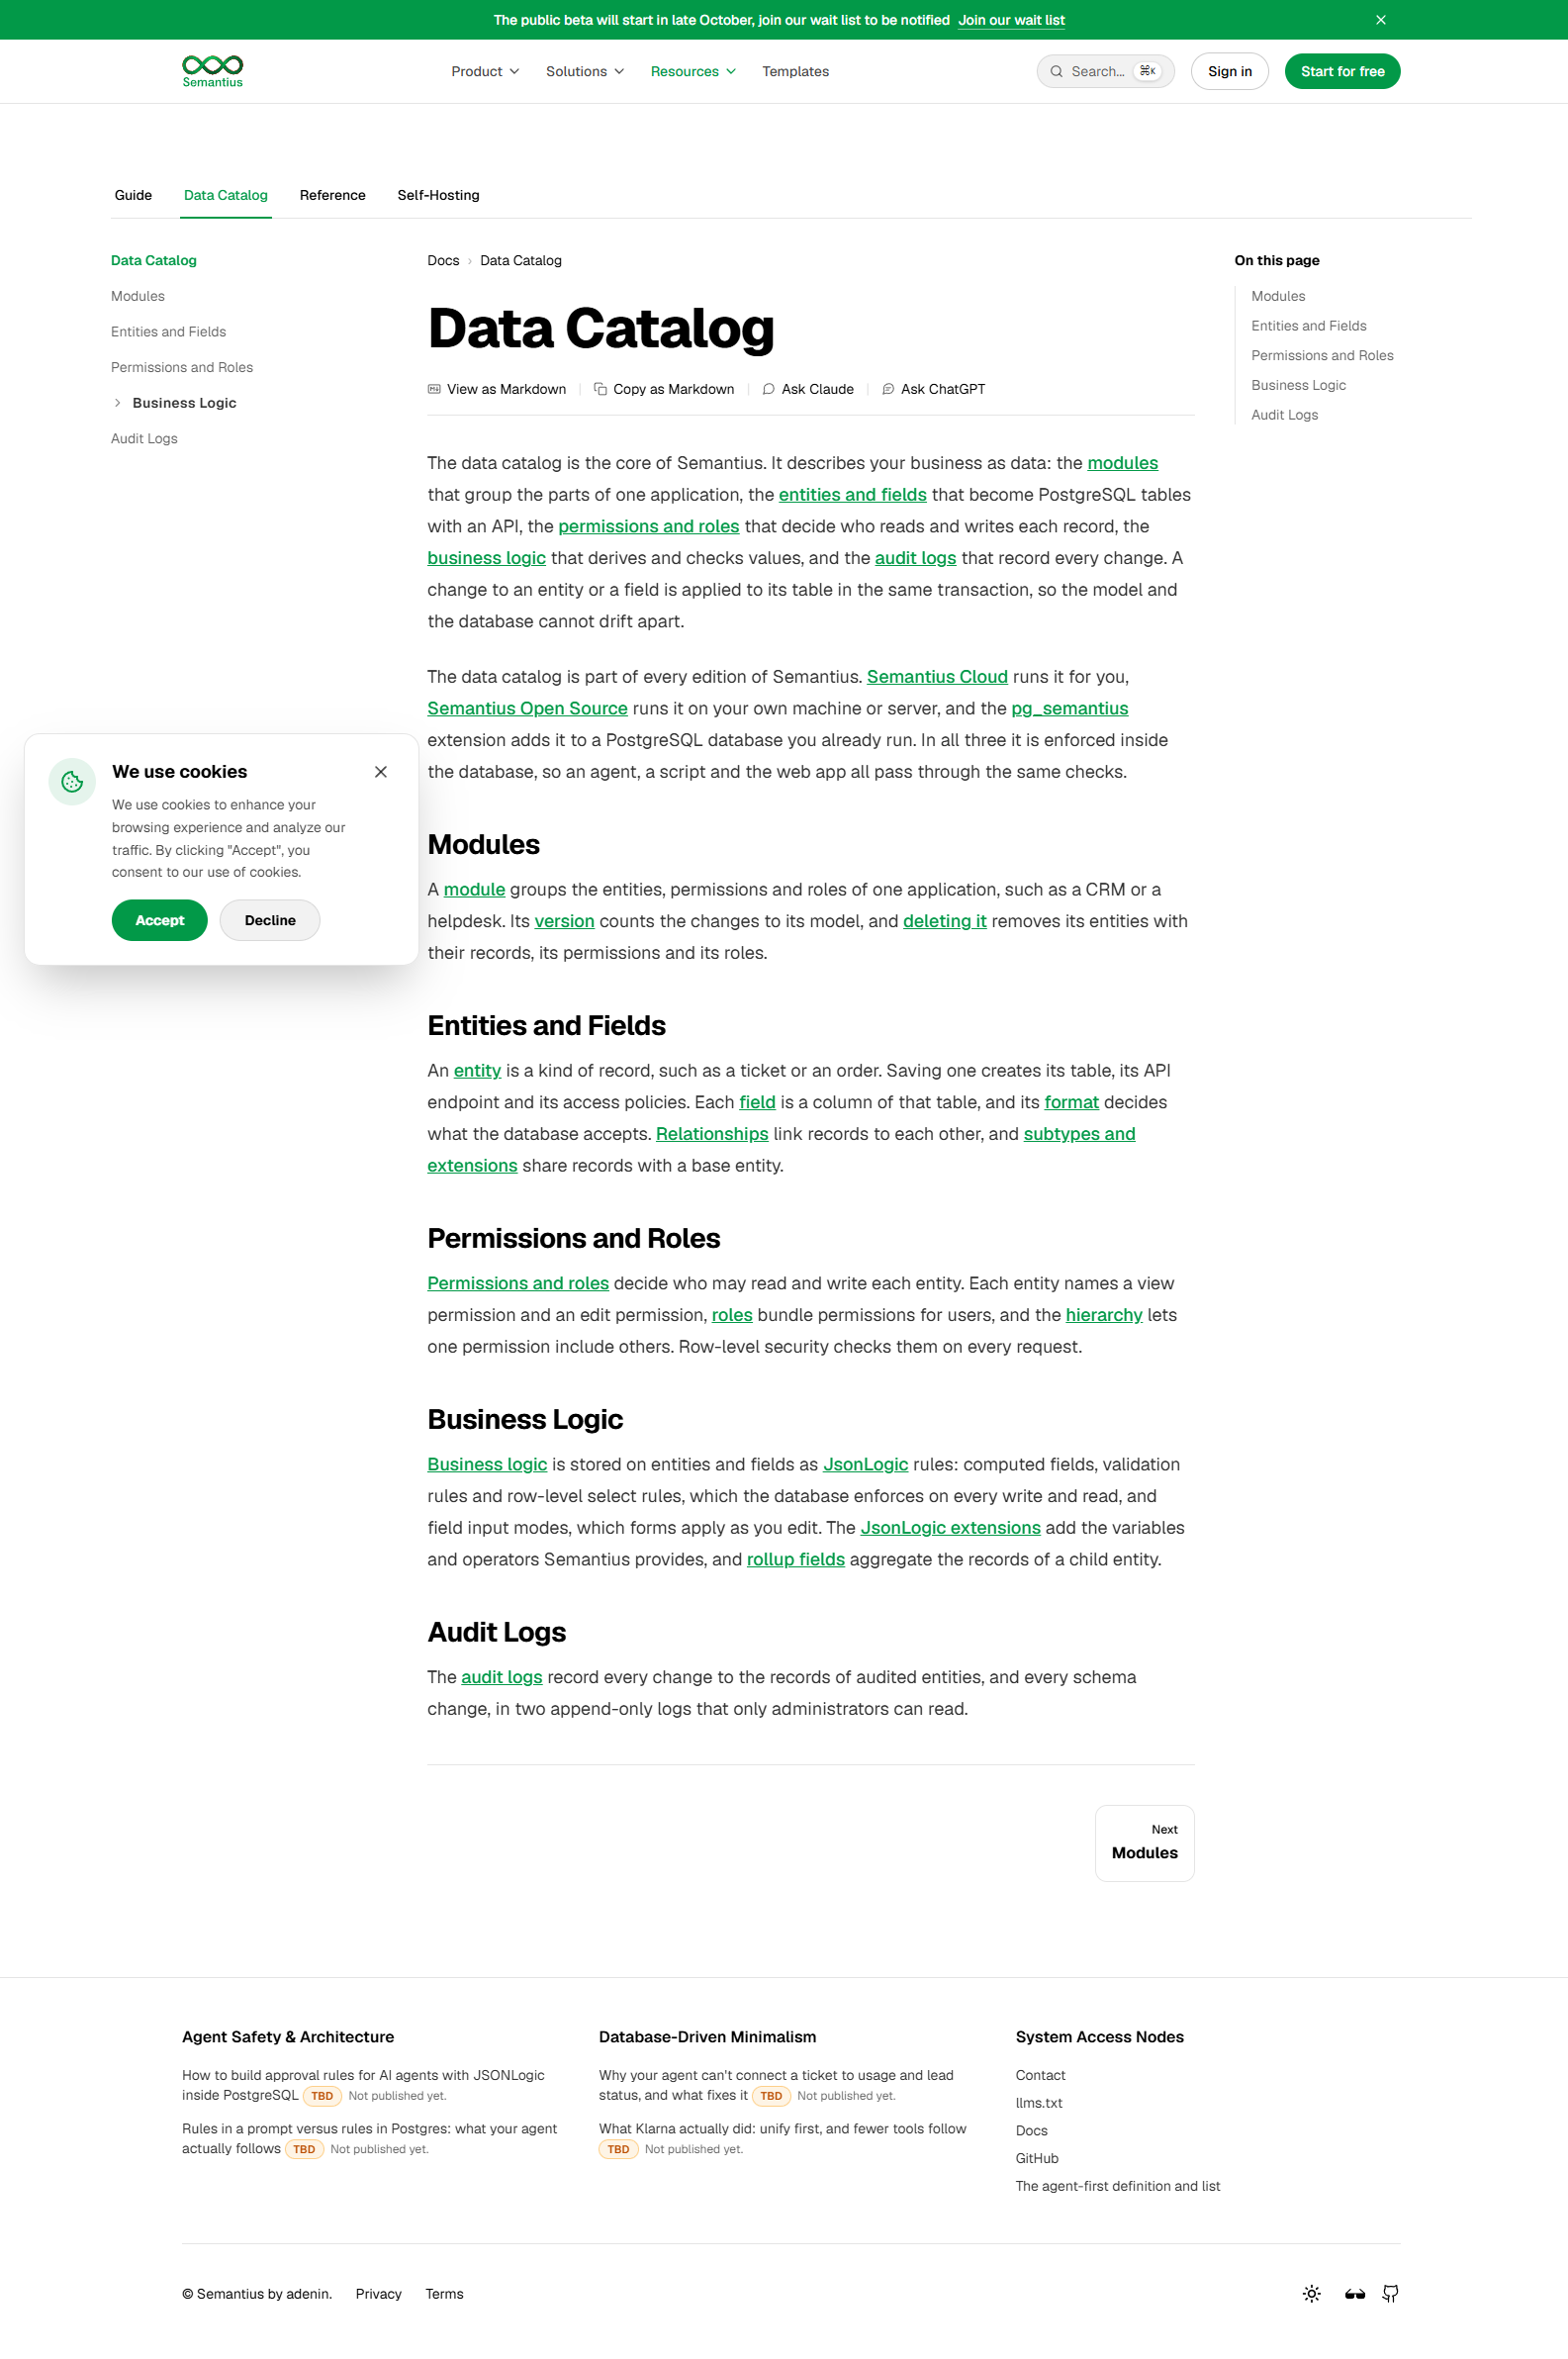 The public beta will start in late October, join our wait list to be notified Join our wait list
Semantius
Product
Solutions
Resources
Templates
Search...
⌘K
Sign in
Start for free
Guide
Data Catalog
Reference
Self-Hosting
Data Catalog
Modules
Entities and Fields
Permissions and Roles
Business Logic
Audit Logs
Docs › Data Catalog
Data Catalog
View as Markdown
Copy as Markdown
Ask Claude
Ask ChatGPT
The data catalog is the core of Semantius. It describes your business as data: the modules
that group the parts of one application, the entities and fields that become PostgreSQL tables
with an API, the permissions and roles that decide who reads and writes each record, the
business logic that derives and checks values, and the audit logs that record every change. A
change to an entity or a field is applied to its table in the same transaction, so the model and
the database cannot drift apart.
The data catalog is part of every edition of Semantius. Semantius Cloud runs it for you,
Semantius Open Source runs it on your own machine or server, and the pg_semantius
extension adds it to a PostgreSQL database you already run. In all three it is enforced inside
the database, so an agent, a script and the web app all pass through the same checks.
Modules
A module groups the entities, permissions and roles of one application, such as a CRM or a
helpdesk. Its version counts the changes to its model, and deleting it removes its entities with
their records, its permissions and its roles.
Entities and Fields
An entity is a kind of record, such as a ticket or an order. Saving one creates its table, its API
endpoint and its access policies. Each field is a column of that table, and its format decides
what the database accepts. Relationships link records to each other, and subtypes and
extensions share records with a base entity.
Permissions and Roles
Permissions and roles decide who may read and write each entity. Each entity names a view
permission and an edit permission, roles bundle permissions for users, and the hierarchy lets
one permission include others. Row-level security checks them on every request.
Business Logic
Business logic is stored on entities and fields as JsonLogic rules: computed fields, validation
rules and row-level select rules, which the database enforces on every write and read, and
field input modes, which forms apply as you edit. The JsonLogic extensions add the variables
and operators Semantius provides, and rollup fields aggregate the records of a child entity.
Audit Logs
The audit logs record every change to the records of audited entities, and every schema
change, in two append-only logs that only administrators can read.
Next
Modules
On this page
Modules
Entities and Fields
Permissions and Roles
Business Logic
Audit Logs
We use cookies
We use cookies to enhance your
browsing experience and analyze our
traffic. By clicking "Accept", you
consent to our use of cookies.
Accept
Decline
Agent Safety & Architecture
How to build approval rules for AI agents with JSONLogic
inside PostgreSQL TBD Not published yet.
Rules in a prompt versus rules in Postgres: what your agent
actually follows TBD Not published yet.
Database-Driven Minimalism
Why your agent can't connect a ticket to usage and lead
status, and what fixes it TBD Not published yet.
What Klarna actually did: unify first, and fewer tools follow
TBD Not published yet.
System Access Nodes
Contact
llms.txt
Docs
GitHub
The agent-first definition and list
© Semantius by adenin.
Privacy
Terms